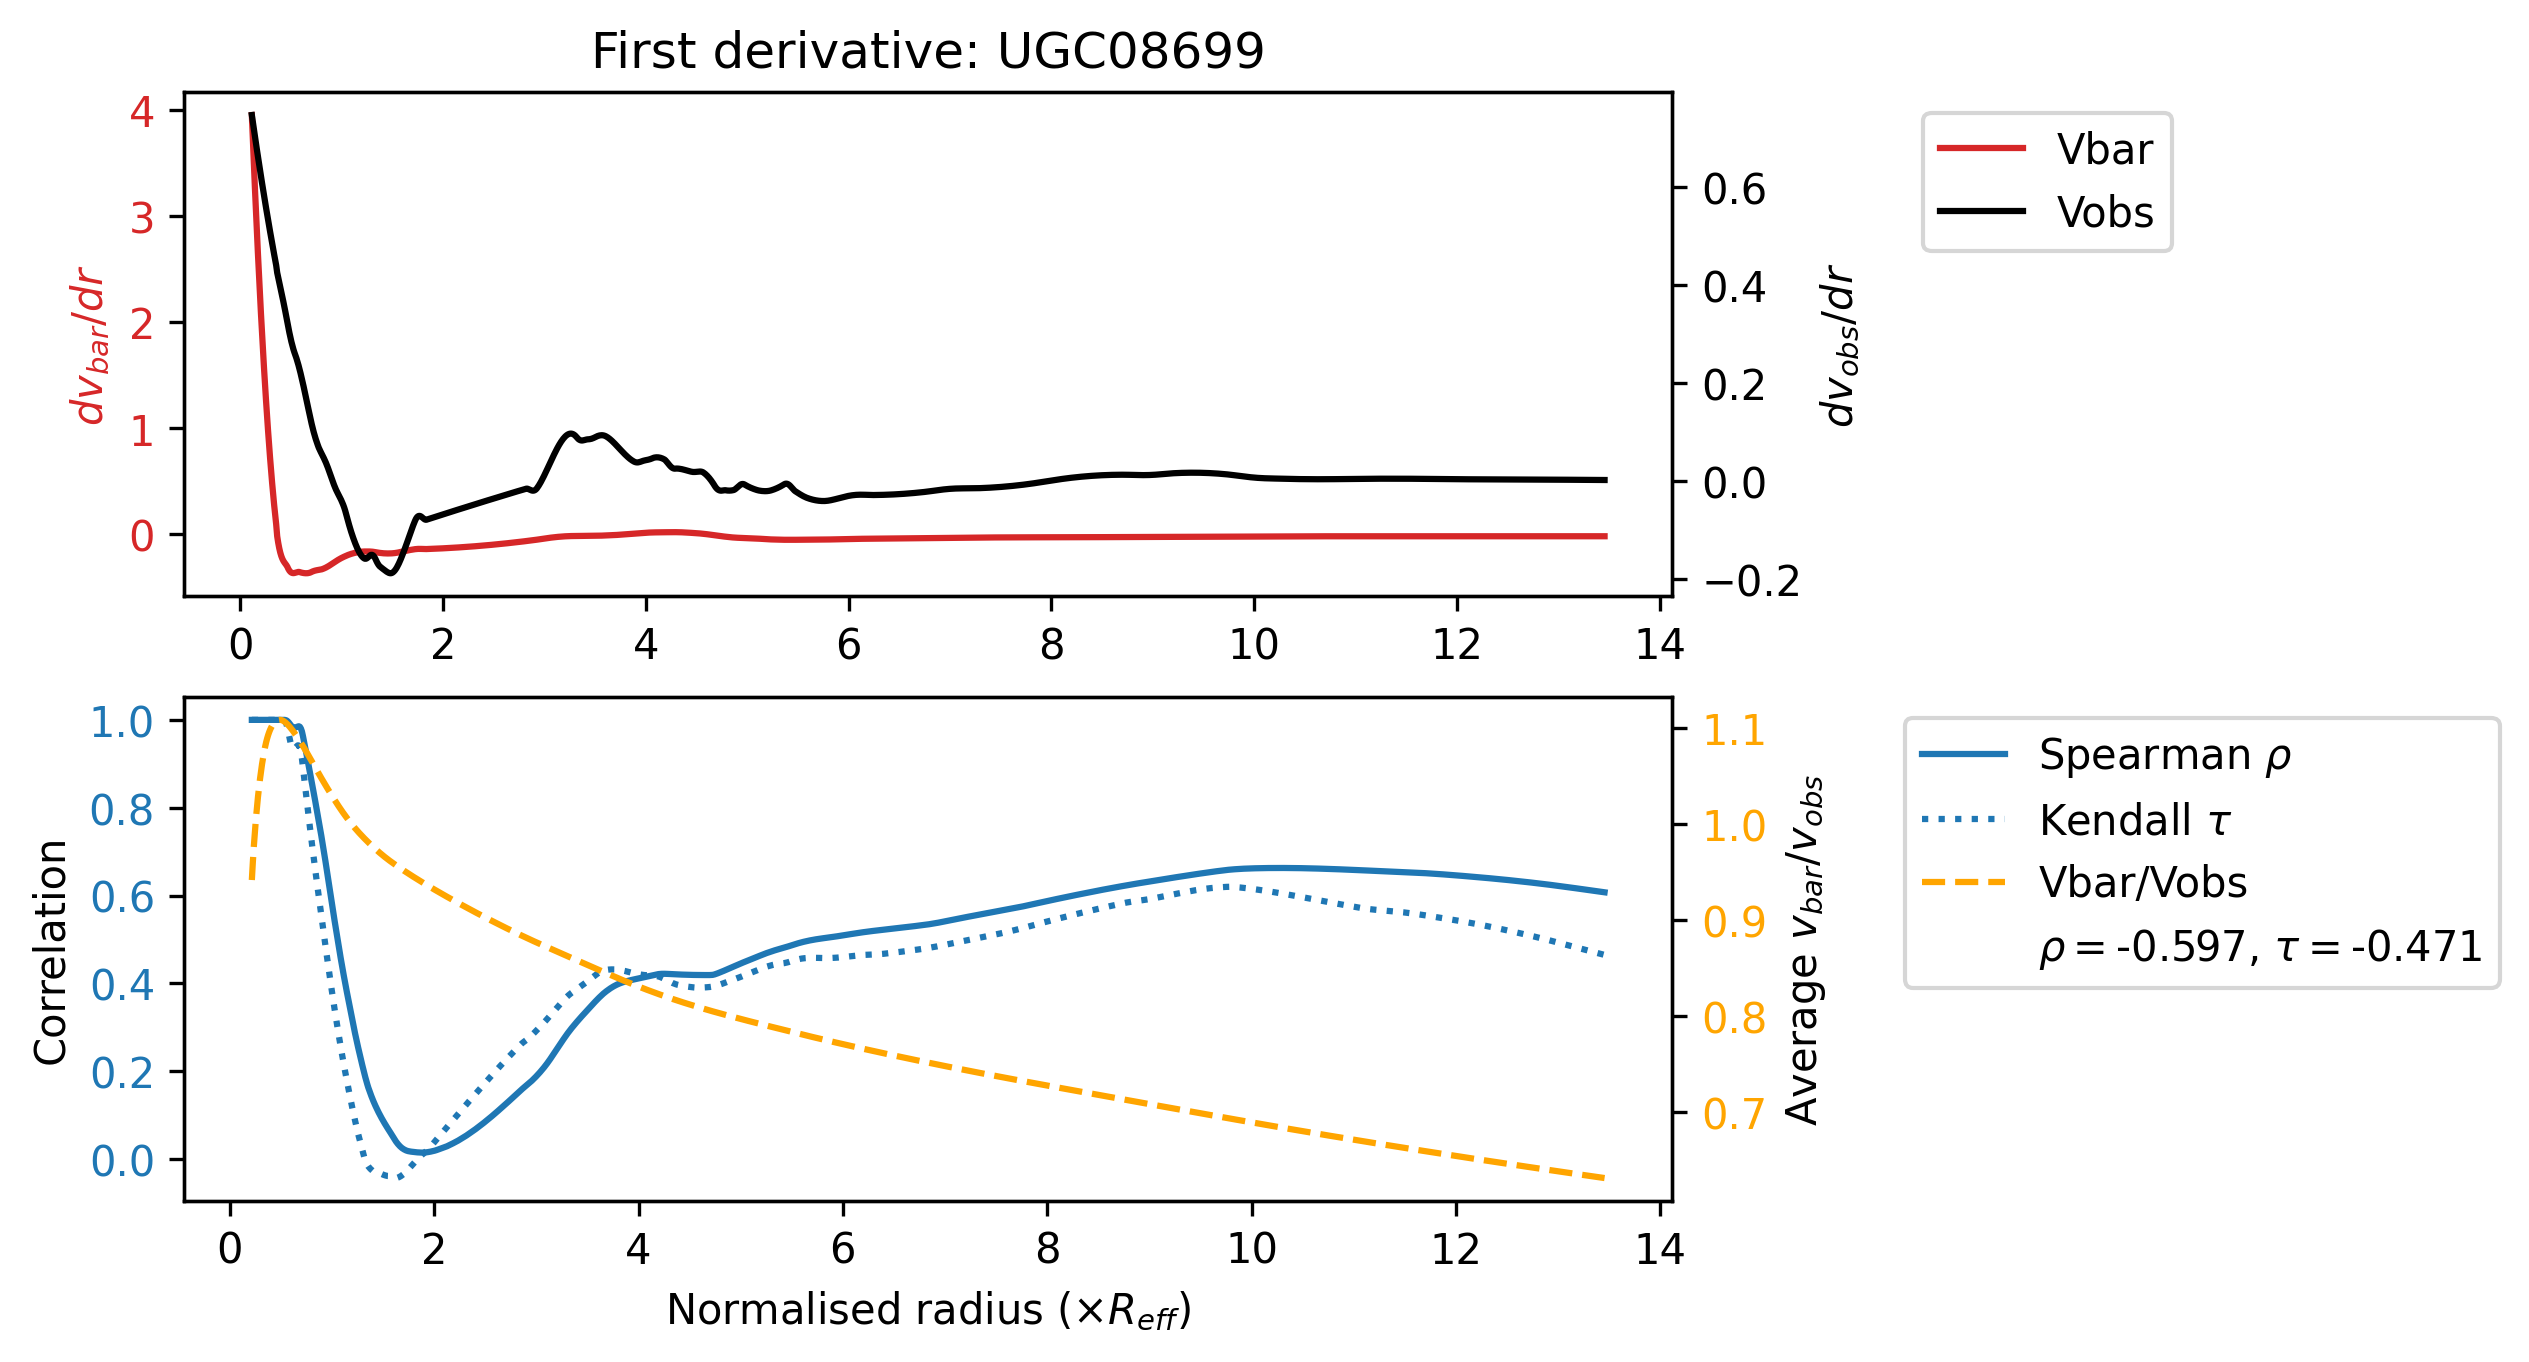 First derivative: UGC08699
4
3
2
1
0
dv_bar/dr
0.6
0.4
0.2
0.0
−0.2
dv_obs/dr
0 2 4 6 8 10 12 14
Vbar
Vobs
1.0
0.8
0.6
0.4
0.2
0.0
Correlation
1.1
1.0
0.9
0.8
0.7
Average v_bar/v_obs
0 2 4 6 8 10 12 14
Normalised radius (×R_eff)
Spearman ρ
Kendall τ
Vbar/Vobs
ρ = -0.597, τ = -0.471